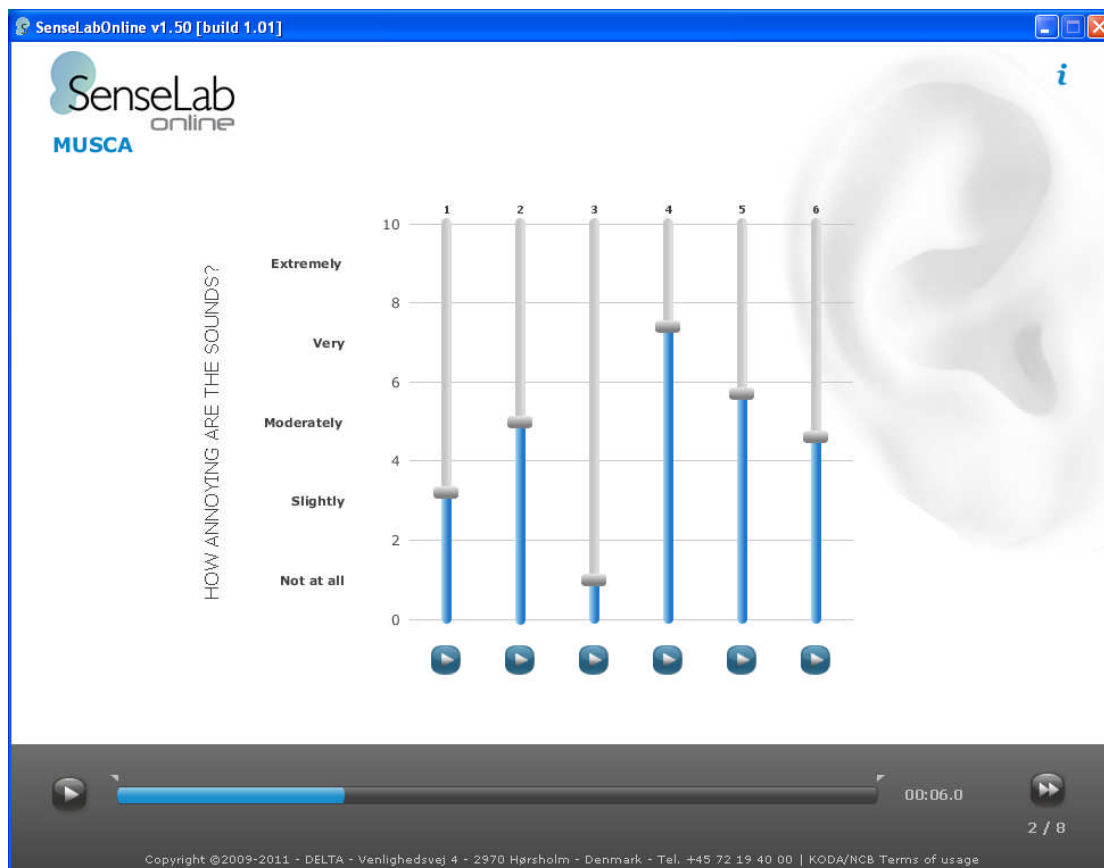 SenseLabOnline v1.50 [build 1.01]
i
SenseLab
online
MUSCA
1 2 3 4 5 6
10
Extremely
8
Very
6
Moderately
4
Slightly
2
Not at all
0
HOW ANNOYING ARE THE SOUNDS?
00:06.0
2 / 8
Copyright ©2009-2011 - DELTA - Venlighedsvej 4 - 2970 Hørsholm - Denmark - Tel. +45 72 19 40 00 | KODA/NCB Terms of usage